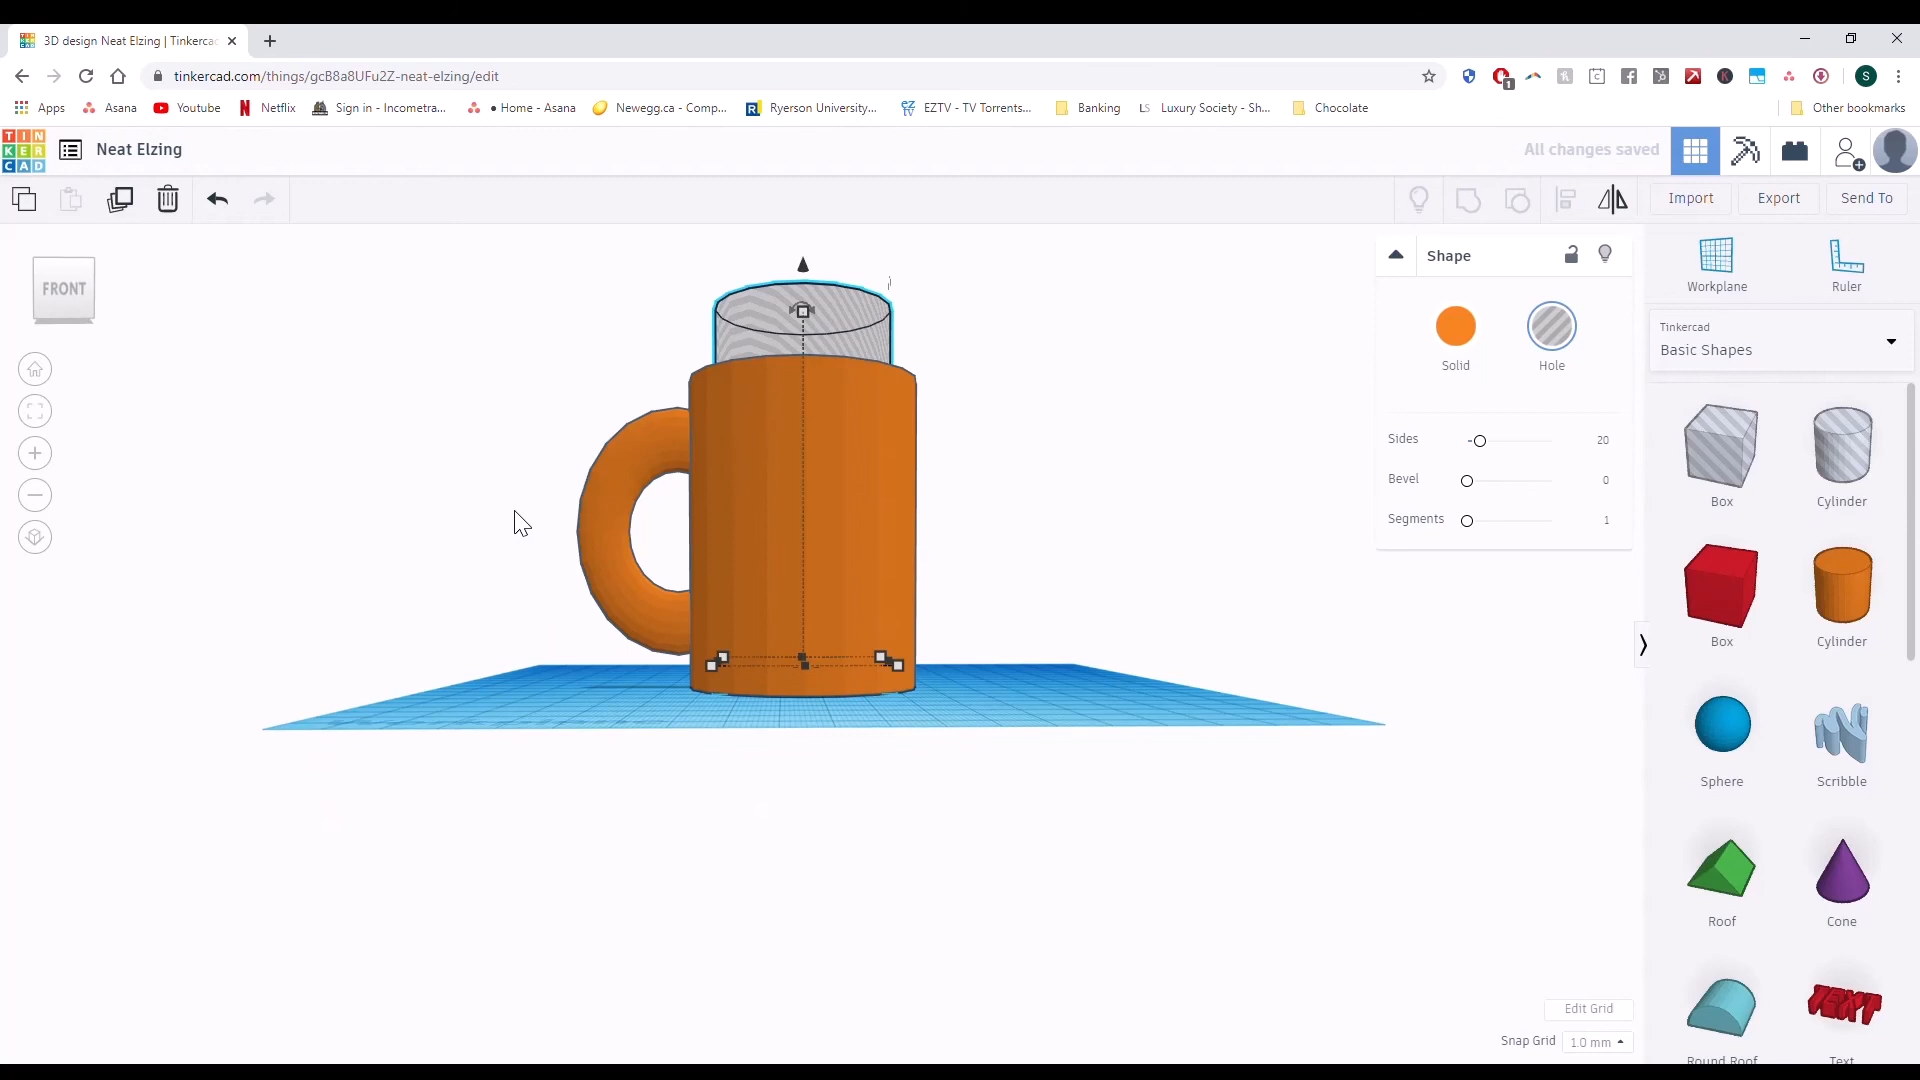 3D design Neat Elzing | Tinkerca
tinkercad.com/things/gcB8a8UFu2Z-neat-elzing/edit
1
S
Apps Asana Youtube Netflix Sign in - Incometra... • Home - Asana Newegg.ca - Comp... Ryerson University... EZTV - TV Torrents... Banking LS Luxury Society - Sh... Chocolate Other bookmarks
TIN
KER
CAD
Neat Elzing
All changes saved
Import Export Send To
FRONT
Shape
Solid Hole
Sides 20
Bevel 0
Segments 1
Workplane Ruler
Tinkercad
Basic Shapes
Box Cylinder
Box Cylinder
Sphere Scribble
Roof Cone
TEXT
Round Roof Text
Edit Grid
Snap Grid 1.0 mm